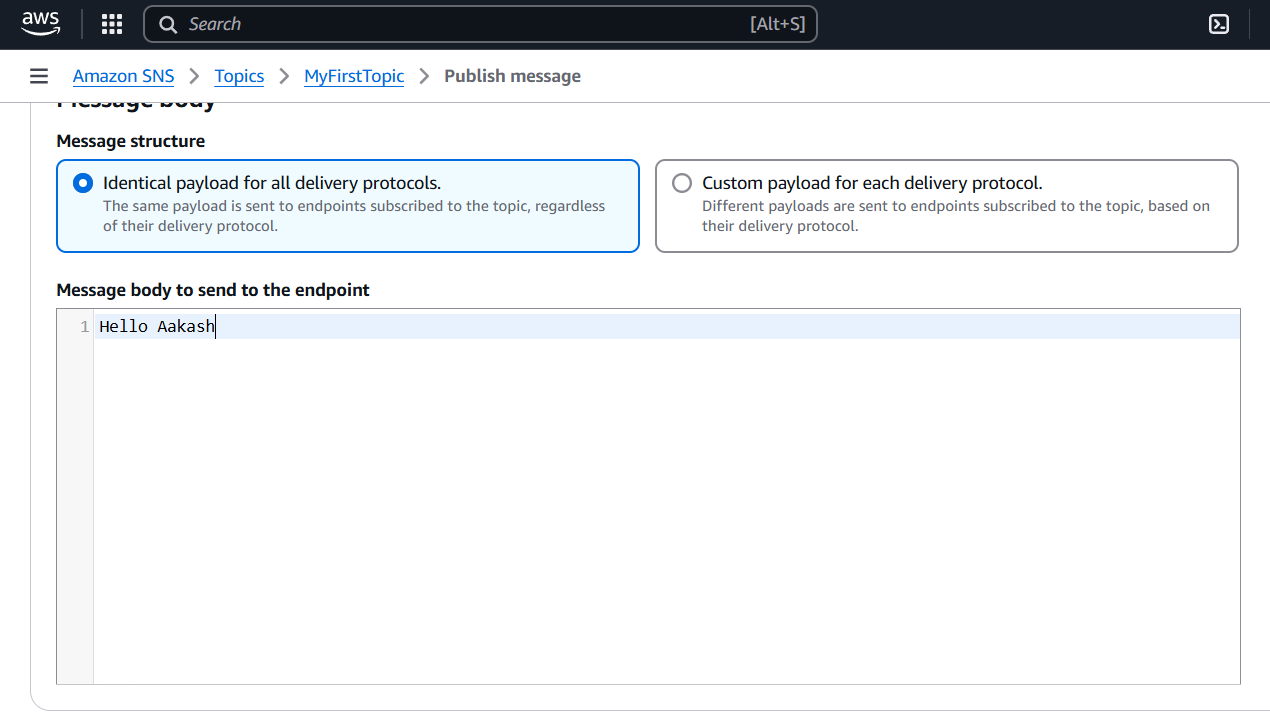 aws
Search [Alt+S]
Amazon SNS > Topics > MyFirstTopic > Publish message
Message body
Message structure
Identical payload for all delivery protocols.
The same payload is sent to endpoints subscribed to the topic, regardless
of their delivery protocol.
Custom payload for each delivery protocol.
Different payloads are sent to endpoints subscribed to the topic, based on
their delivery protocol.
Message body to send to the endpoint
1 Hello Aakash